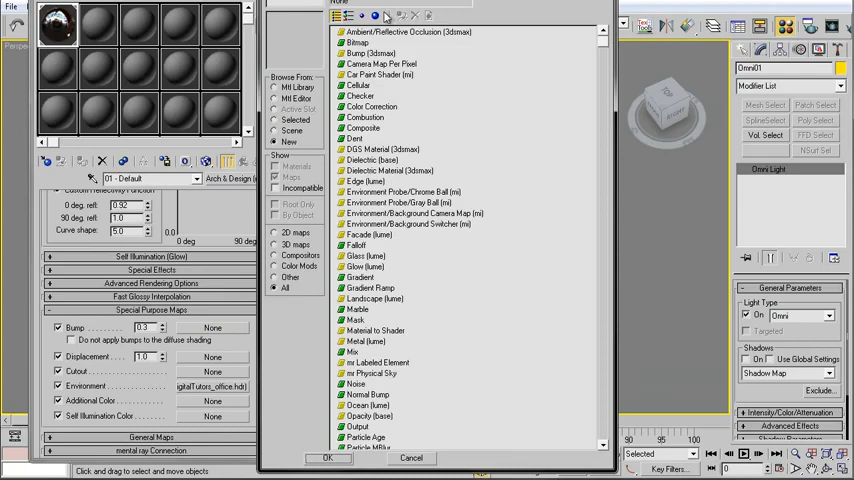 File
None
Persp
Ambient/Reflective Occlusion (3dsmax)
Bitmap
Bump (3dsmax)
Camera Map Per Pixel
Car Paint Shader (mi)
Cellular
Checker
Color Correction
Combustion
Composite
Dent
DGS Material (3dsmax)
Dielectric (base)
Dielectric Material (3dsmax)
Edge (lume)
Environment Probe/Chrome Ball (mi)
Environment Probe/Gray Ball (mi)
Environment/Background Camera Map (mi)
Environment/Background Switcher (mi)
Facade (lume)
Falloff
Glass (lume)
Glow (lume)
Gradient
Gradient Ramp
Landscape (lume)
Marble
Mask
Material to Shader
Metal (lume)
Mix
mr Labeled Element
mr Physical Sky
Noise
Normal Bump
Ocean (lume)
Opacity (base)
Output
Particle Age
Particle MBlur
OK
Cancel
Browse From:
Mtl Library
Mtl Editor
Active Slot
Selected
Scene
New
Show
Materials
Maps
Incompatible
Root Only
By Object
2D maps
3D maps
Compositors
Color Mods
Other
All
01 - Default
Arch & Design (
Custom Reflectivity Function
0 deg. refl: 0.92
90 deg. refl: 1.0
Curve shape: 5.0
0 deg
90 deg
Self Illumination (Glow)
Special Effects
Advanced Rendering Options
Fast Glossy Interpolation
Special Purpose Maps
Bump 0.3 None
Do not apply bumps to the diffuse shading
Displacement 1.0 None
Cutout None
Environment igitalTutors_office.hdr)
Additional Color None
Self Illumination Color None
General Maps
mental ray Connection
Click and drag to select and move objects
TOP
Omni01
Modifier List
Mesh Select
Patch Select
SplineSelect
Poly Select
Vol. Select
FFD Select
NSurf Sel
Omni Light
General Parameters
Light Type
On
Omni
Targeted
Shadows
On
Use Global Settings
Shadow Map
Exclude...
Intensity/Color/Attenuation
Advanced Effects
90 95 100
Selected
Key Filters...
0